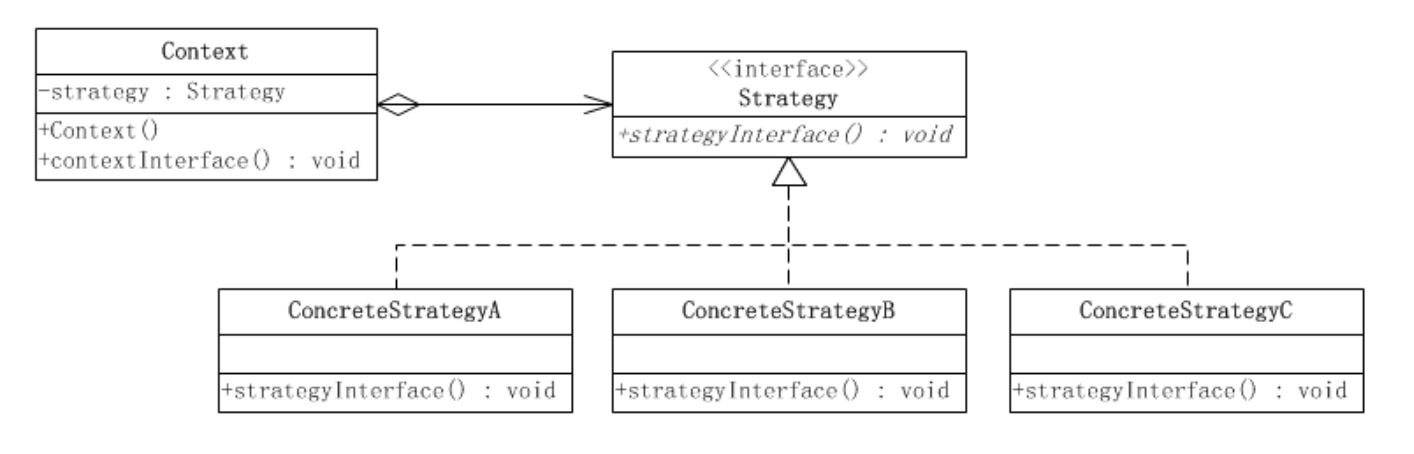 Context
-strategy : Strategy
+Context()
+contextInterface() : void
<<interface>>
Strategy
+strategyInterface() : void
ConcreteStrategyA
+strategyInterface() : void
ConcreteStrategyB
+strategyInterface() : void
ConcreteStrategyC
+strategyInterface() : void